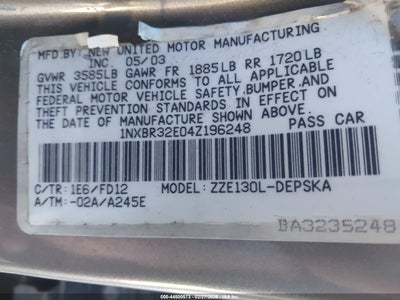 MFD.BY: NEW UNITED MOTOR MANUFACTURING
INC. 05/03
GVWR 3585LB GAWR FR 1885LB RR 1720LB
THIS VEHICLE CONFORMS TO ALL APPLICABLE
FEDERAL MOTOR VEHICLE SAFETY,BUMPER,AND
THEFT PREVENTION STANDARDS IN EFFECT ON
THE DATE OF MANUFACTURE SHOWN ABOVE.
1NXBR32E04Z196248 PASS CAR
C/TR: 1E6/FD12 MODEL: ZZE130L-DEPSKA
A/TM: -02A/A245E
BA3235248